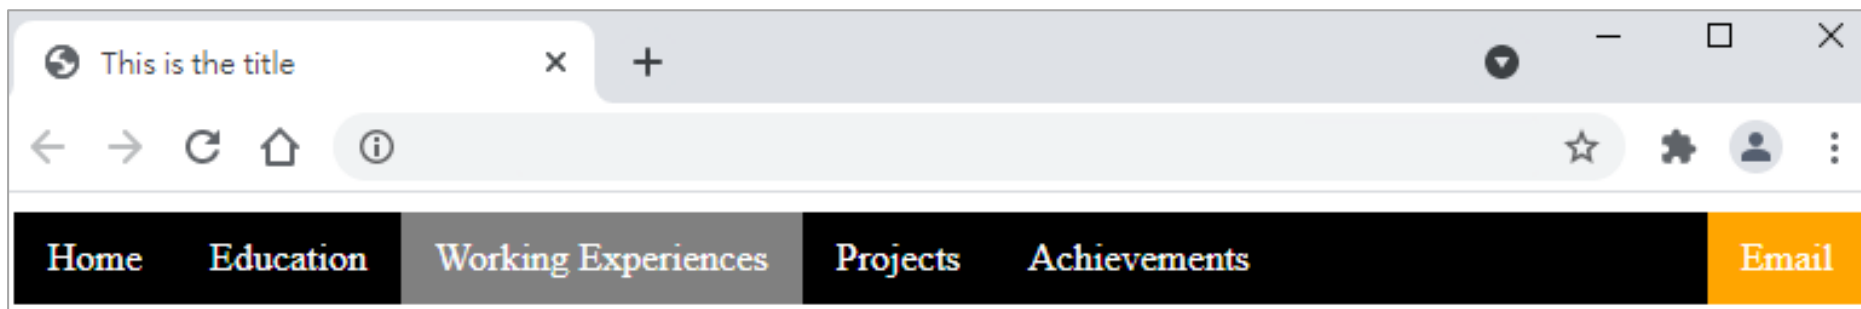 This is the title
Home Education Working Experiences Projects Achievements Email